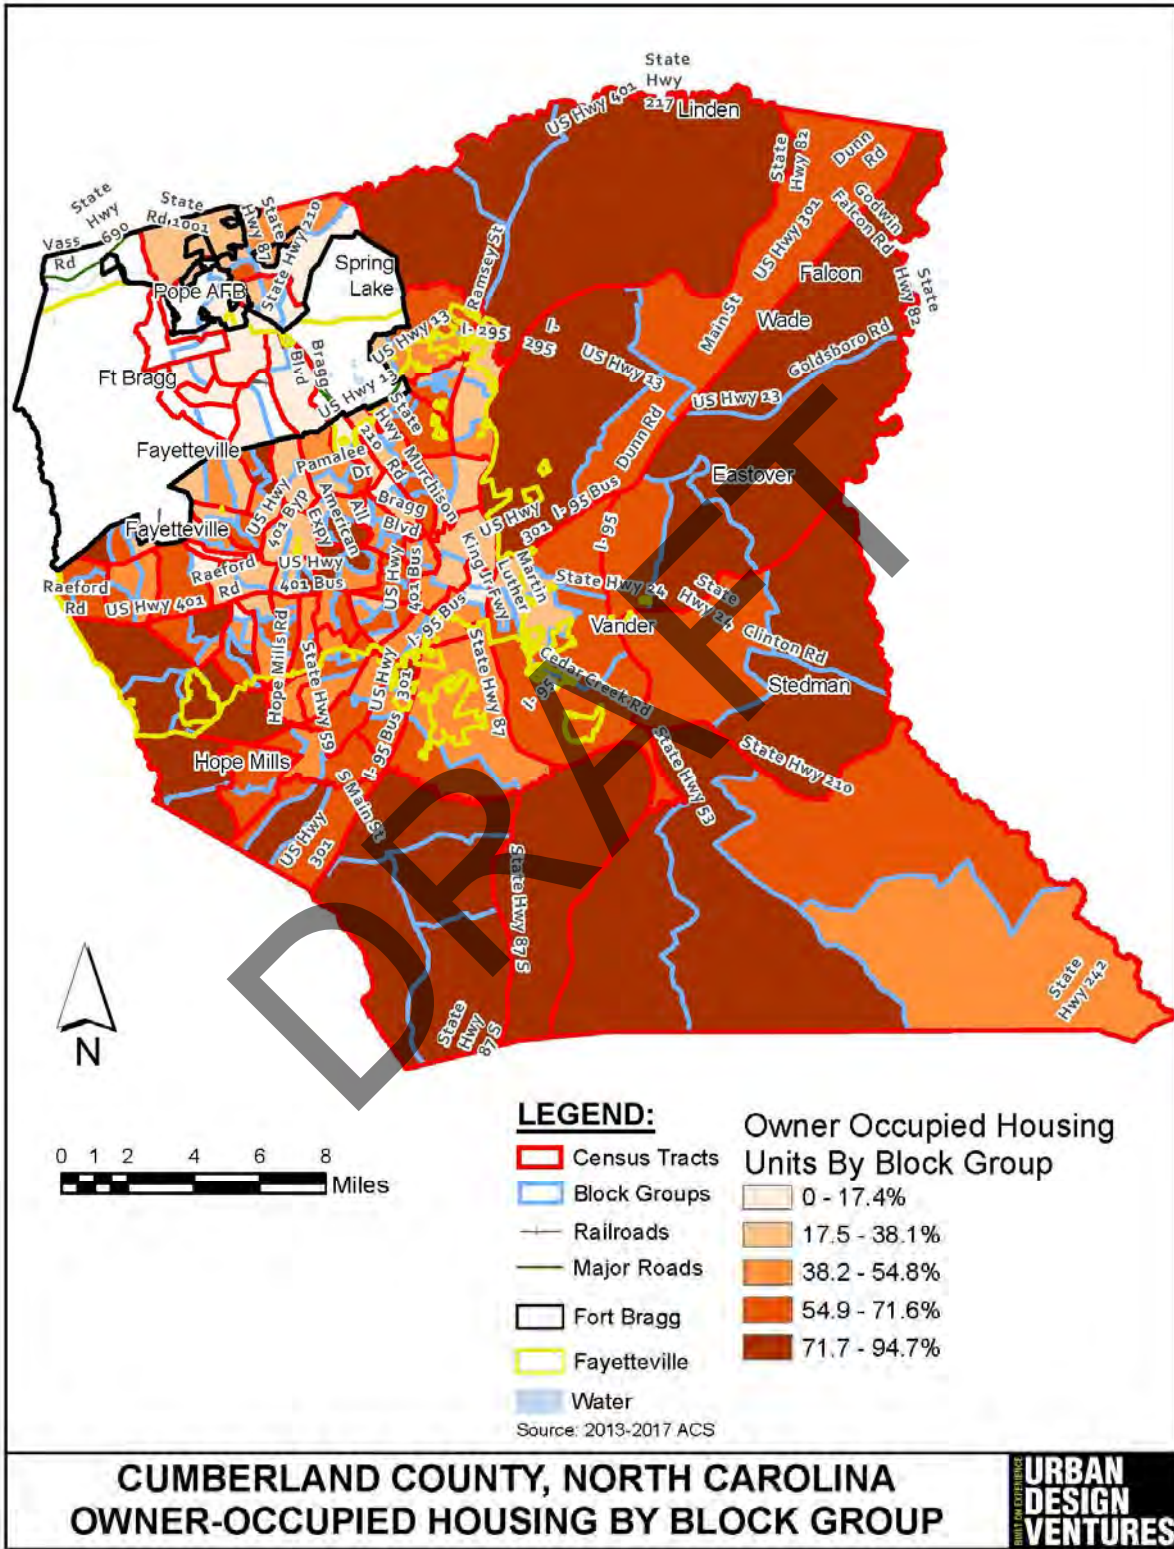 State
Hwy
217
Linden
US Hwy 401
State
Hwy 82
Dunn
Rd
Godwin
Falcon Rd
State
Hwy 82
US Hwy 301
Falcon
Main St
Wade
Goldsboro Rd
US Hwy 13
US Hwy 13
State
Hwy
690
Vass
Rd
State
Rd 1001
State
Hwy 87
State Hwy 210
Spring
Lake
Pope AFB
Ramsey St
I- 295
I-
295
US Hwy 13
Ft Bragg
Bragg
Blvd
US Hwy 13
State
Hwy
210
Murchison
Rd
Fayetteville
Pamalee
Dr
Dunn Rd
Eastover
US Hwy
401 Byp
All
American
Expy
Bragg
Blvd
US Hwy
301
I- 95 Bus
I- 95
Fayetteville
Raeford
Rd
US Hwy 401
Raeford
Rd
US Hwy
401 Bus
US Hwy
401 Bus
Martin
Luther
King Jr Fwy
State Hwy 24
State
Hwy 24
Vander
Clinton Rd
I- 95 Bus
Stedman
Cedar Creek Rd
I- 95
Hope Mills Rd
State Hwy 59
US Hwy
301
I- 95 Bus
State Hwy 87
Hope Mills
State Hwy 210
State Hwy 53
S Main St
US Hwy
301
State Hwy 87 S
State
Hwy 242
State
Hwy
87 S
DRAFT
N
0 1 2 4 6 8
Miles
LEGEND:
Census Tracts
Block Groups
Railroads
Major Roads
Fort Bragg
Fayetteville
Water
Source: 2013-2017 ACS
Owner Occupied Housing
Units By Block Group
0 - 17.4%
17.5 - 38.1%
38.2 - 54.8%
54.9 - 71.6%
71.7 - 94.7%
CUMBERLAND COUNTY, NORTH CAROLINA
OWNER-OCCUPIED HOUSING BY BLOCK GROUP
BUILT ON EXPERIENCE
URBAN
DESIGN
VENTURES